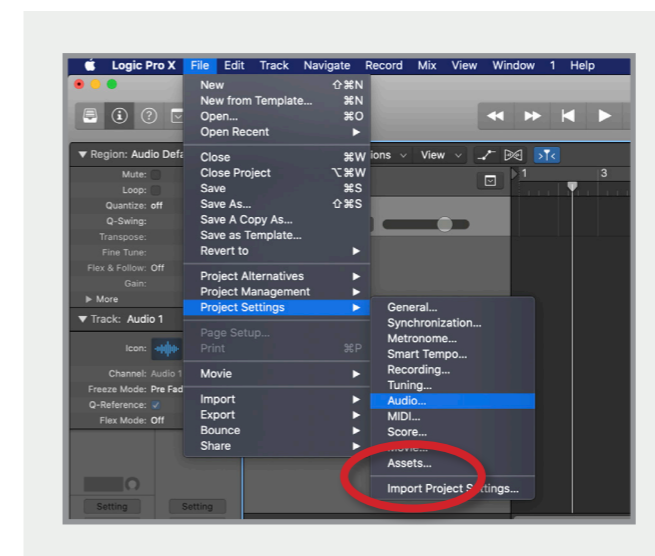 Logic Pro X File Edit Track Navigate Record Mix View Window 1 Help
New ⇧⌘N
New from Template... ⌘N
Open... ⌘O
Open Recent ▶
Close ⌘W
Close Project ⌥⌘W
Save ⌘S
Save As... ⇧⌘S
Save A Copy As...
Save as Template...
Revert to ▶
Project Alternatives ▶
Project Management ▶
Project Settings ▶
Page Setup...
Print ⌘P
Movie ▶
Import ▶
Export ▶
Bounce ▶
Share ▶
General...
Synchronization...
Metronome...
Smart Tempo...
Recording...
Tuning...
Audio...
MIDI...
Score...
Movie...
Assets...
Import Project Settings...
▼ Region: Audio Defa
Mute:
Loop:
Quantize: off
Q-Swing:
Transpose:
Fine Tune:
Flex & Follow: Off
Gain:
▶ More
▼ Track: Audio 1
Icon:
Channel: Audio 1
Freeze Mode: Pre Fad
Q-Reference:
Flex Mode: Off
Setting Setting
ions View
1 3